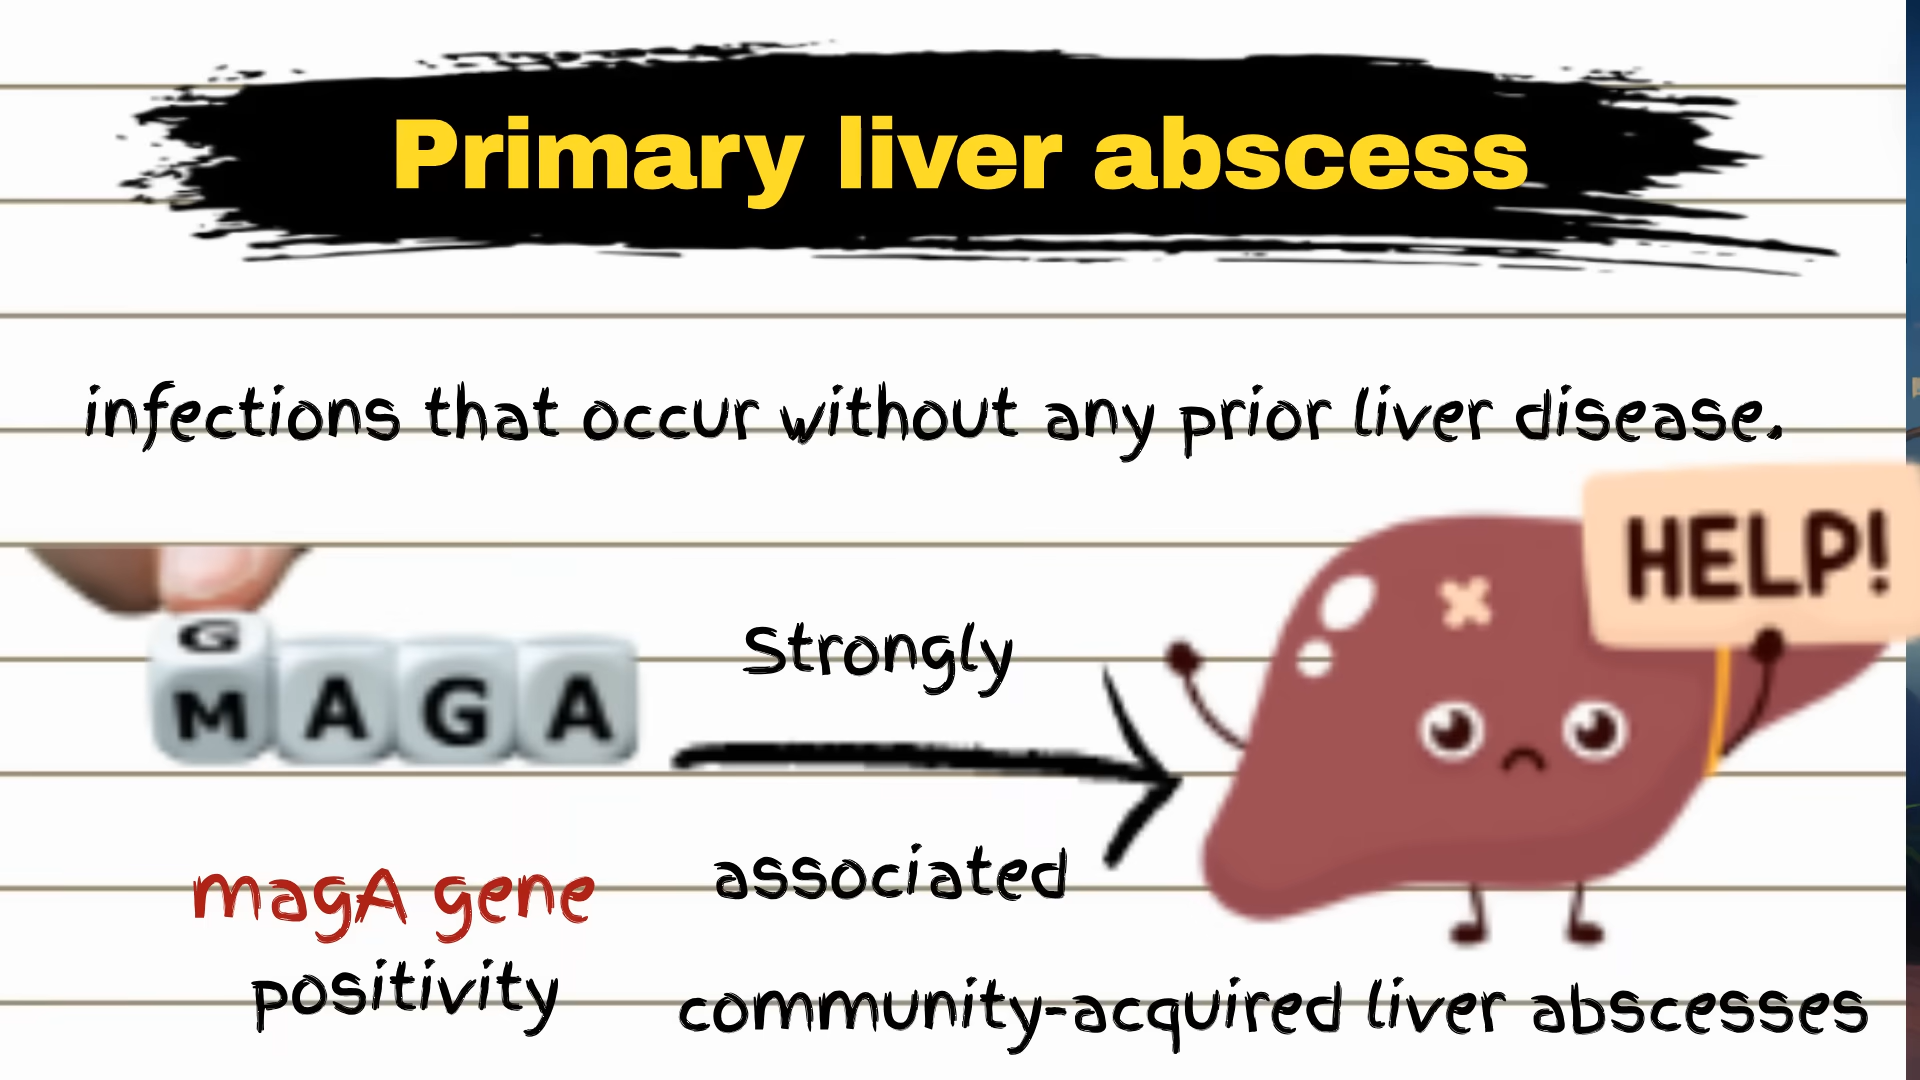 Primary liver abscess
infections that occur without any prior liver disease.
HELP!
G
MAGA
Strongly
associated
magA gene
positivity
community-acquired liver abscesses